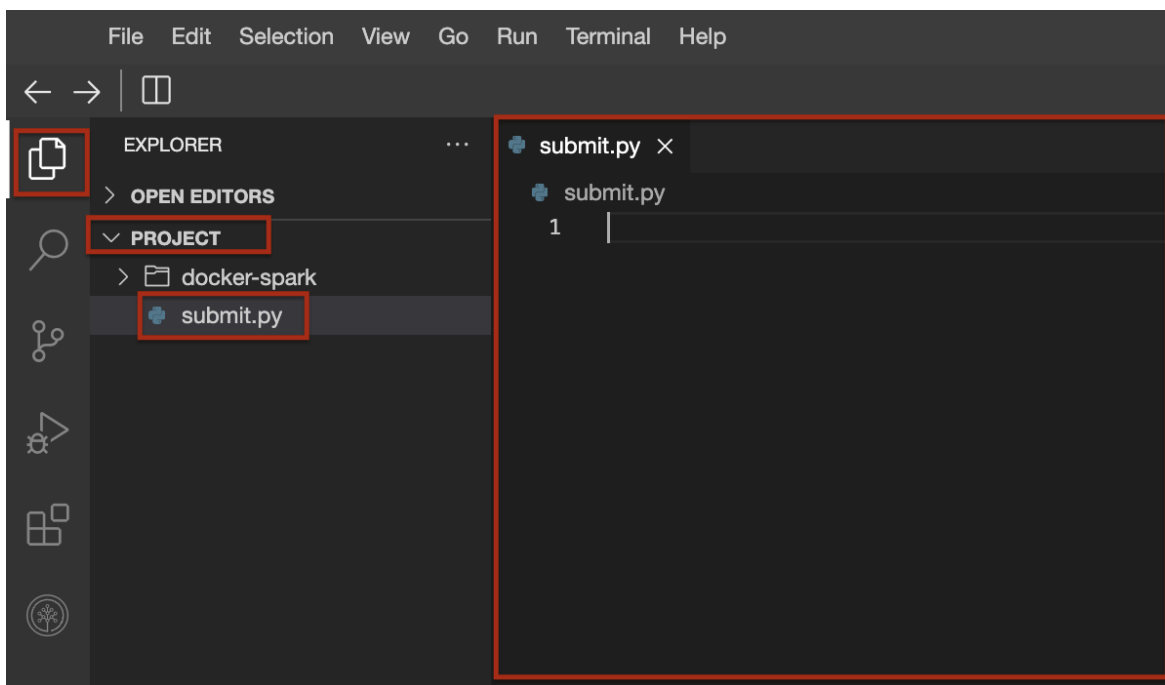 File Edit Selection View Go Run Terminal Help
EXPLORER
OPEN EDITORS
PROJECT
docker-spark
submit.py
submit.py
submit.py
1